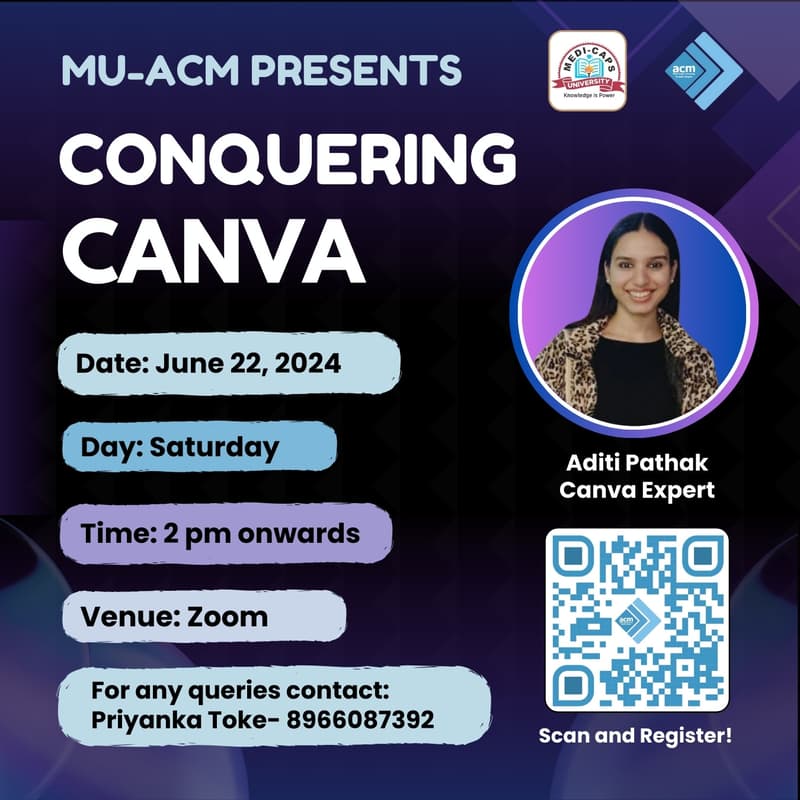 MU-ACM PRESENTS
MEDI-CAPS
UNIVERSITY
Knowledge is Power
acm
CONQUERING
CANVA
Date: June 22, 2024
Day: Saturday
Time: 2 pm onwards
Venue: Zoom
For any queries contact:
Priyanka Toke- 8966087392
Aditi Pathak
Canva Expert
acm
Scan and Register!